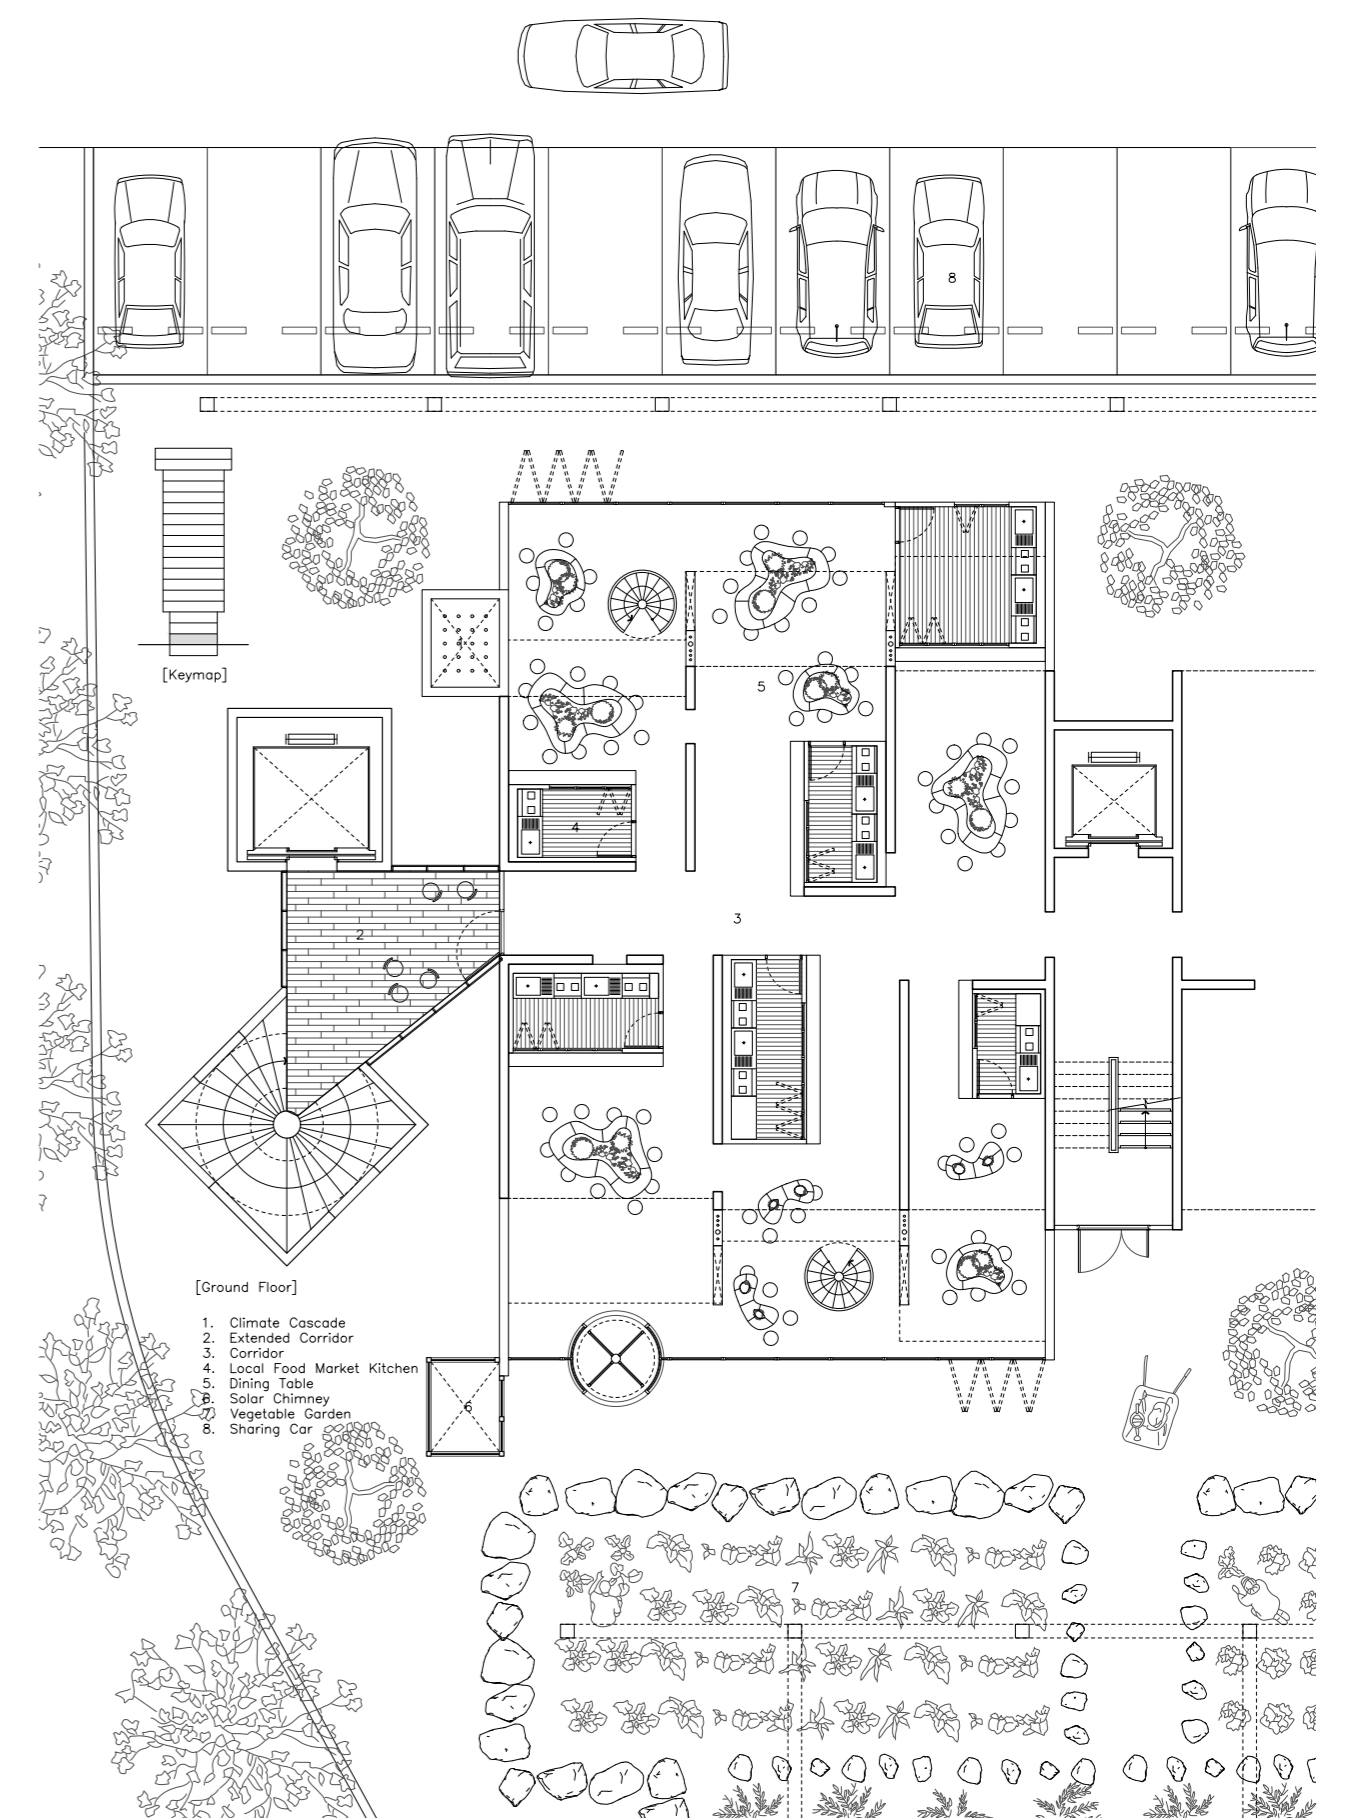 8
[Keymap]
1
5
4
3
2
[Ground Floor]
1. Climate Cascade
2. Extended Corridor
3. Corridor
4. Local Food Market Kitchen
5. Dining Table
6. Solar Chimney
7. Vegetable Garden
8. Sharing Car
6
7